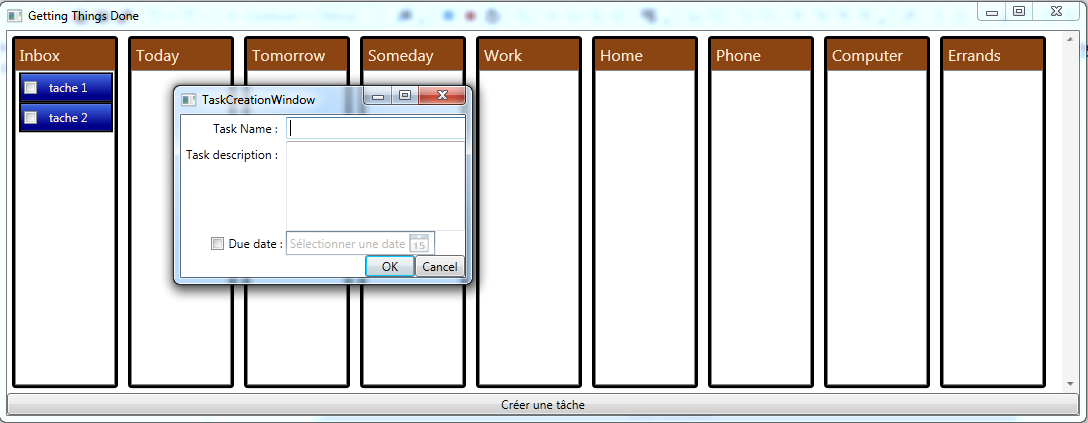 Getting Things Done
Inbox
Today
Tomorrow
Someday
Work
Home
Phone
Computer
Errands
tache 1
tache 2
TaskCreationWindow
Task Name :
Task description :
Due date :
Sélectionner une date
15
OK
Cancel
Créer une tâche